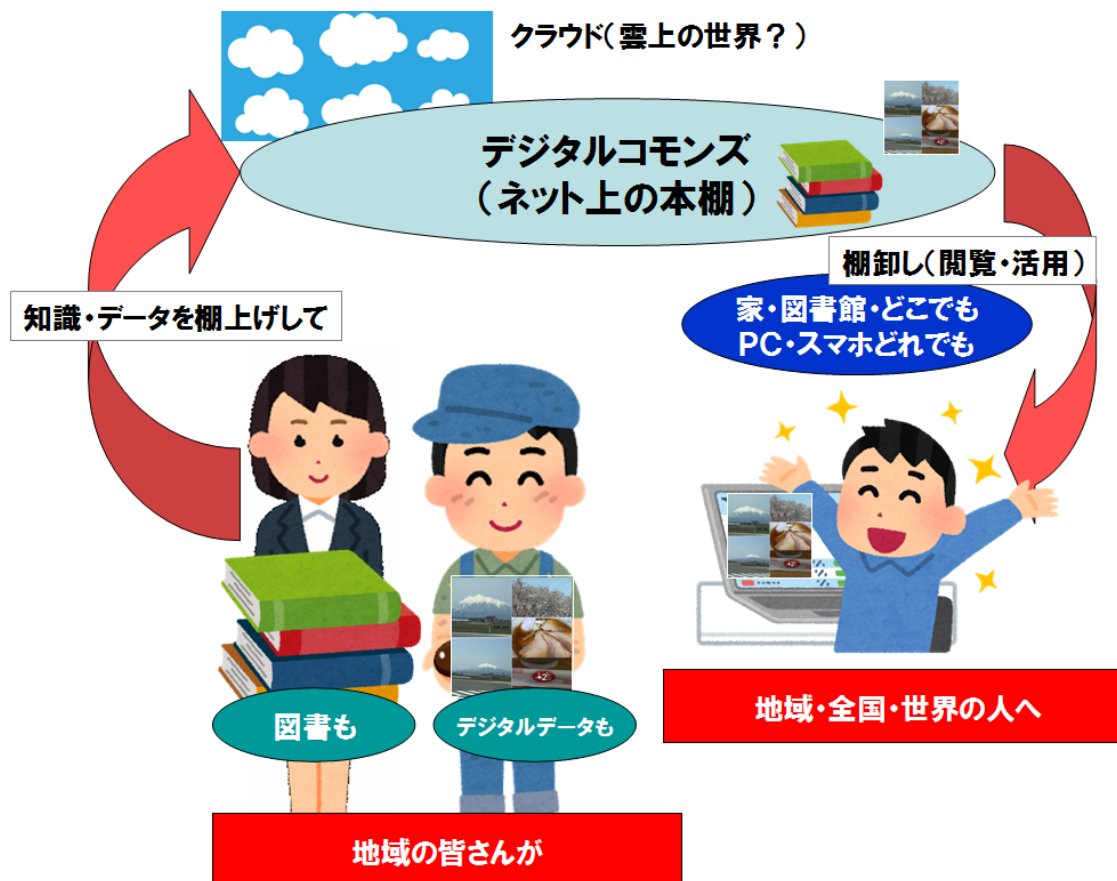 クラウド（雲上の世界？）
デジタルコモンズ
（ネット上の本棚）
棚卸し（閲覧・活用）
知識・データを棚上げして
家・図書館・どこでも
PC・スマホどれでも
図書も
デジタルデータも
地域・全国・世界の人へ
地域の皆さんが